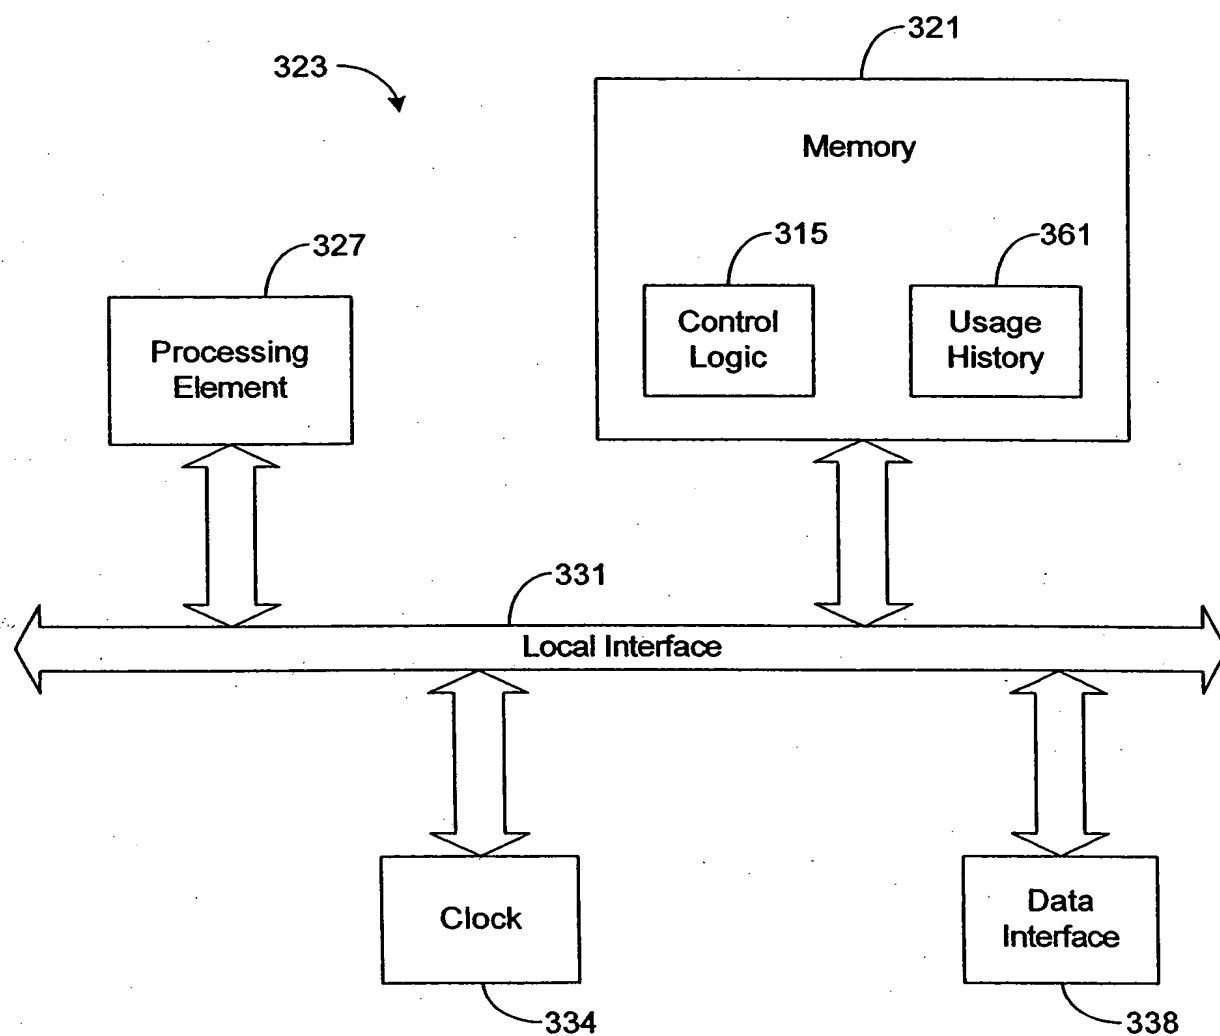 321
323
Memory
327
315
361
Control
Logic
Usage
History
Processing
Element
331
Local Interface
Clock
Data
Interface
334
338